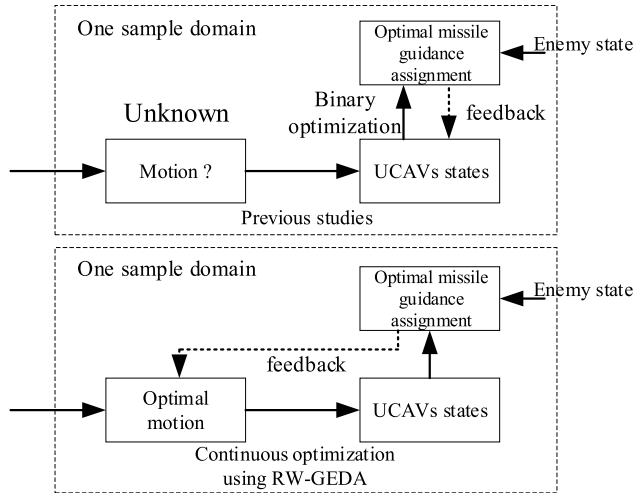 One sample domain
Optimal missile
guidance
assignment
Enemy state
Unknown
Binary
optimization
feedback
Motion ?
UCAVs states
Previous studies
One sample domain
Optimal missile
guidance
assignment
Enemy state
feedback
Optimal
motion
UCAVs states
Continuous optimization
using RW-GEDA